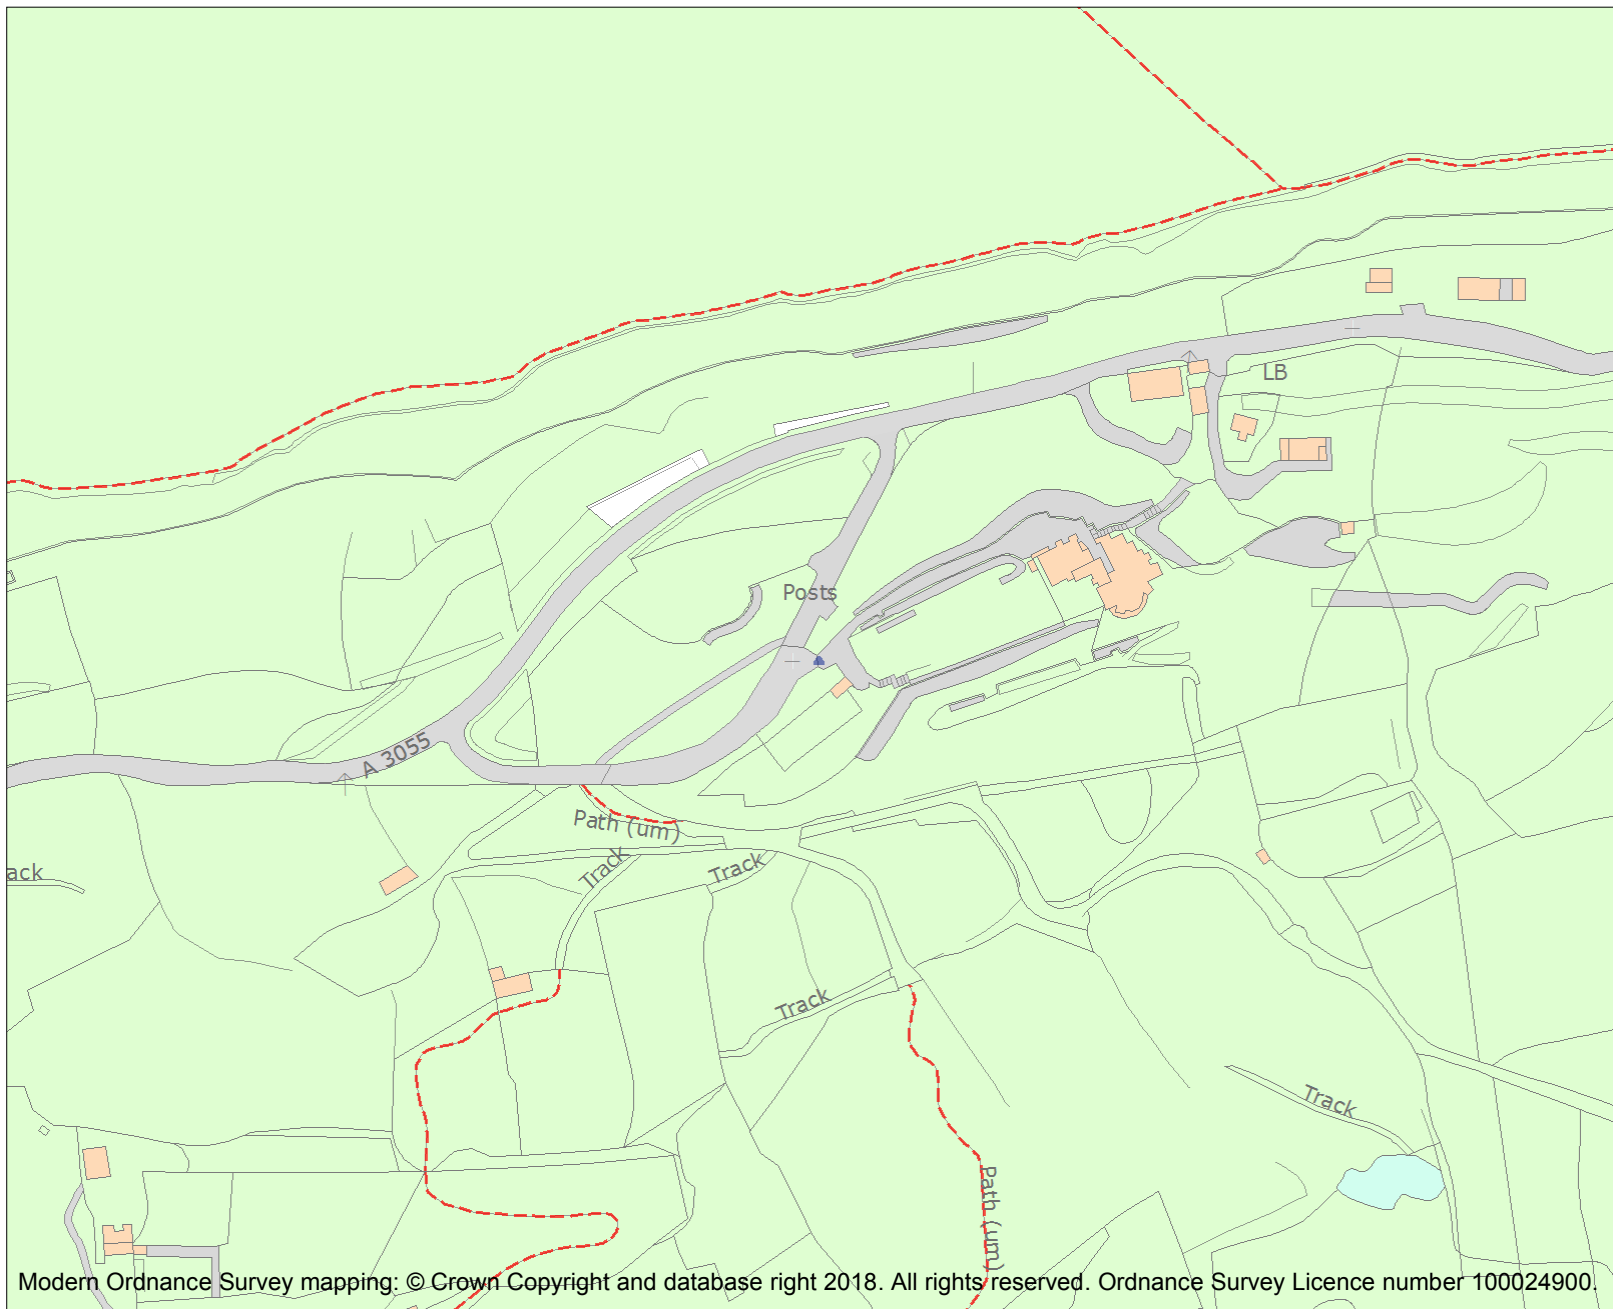 LB
Posts
A 3055
Path (um)
ack
Track
Track
Track
Track
Path (um)
Modern Ordnance Survey mapping: © Crown Copyright and database right 2018. All rights reserved. Ordnance Survey Licence number 100024900.